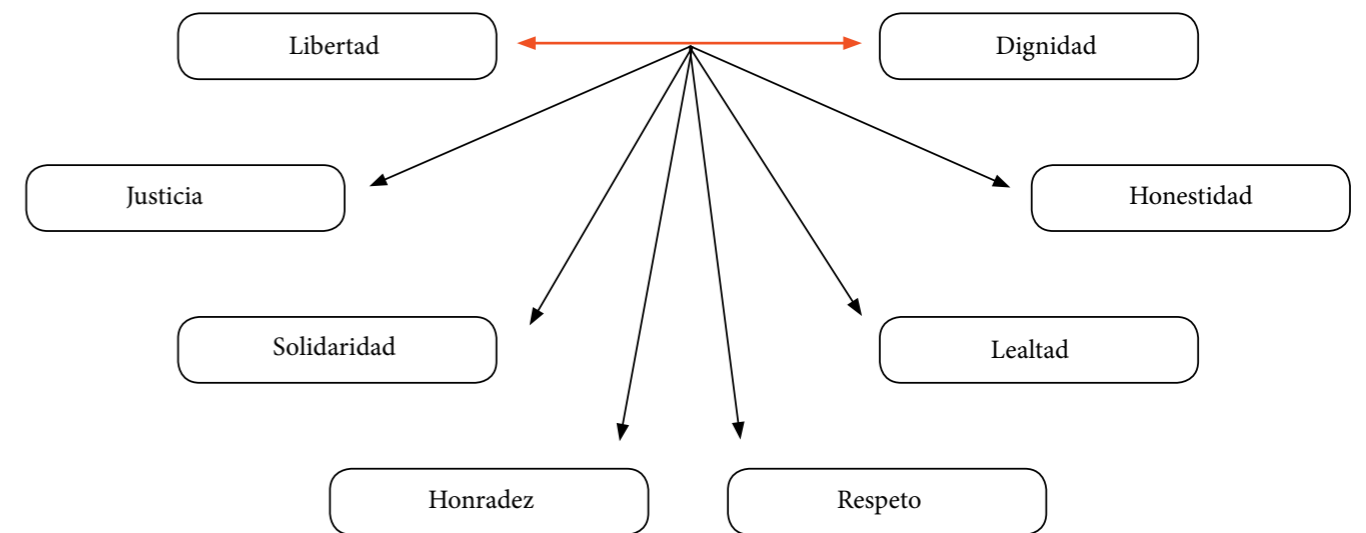 Libertad
Dignidad
Justicia
Honestidad
Solidaridad
Lealtad
Honradez
Respeto